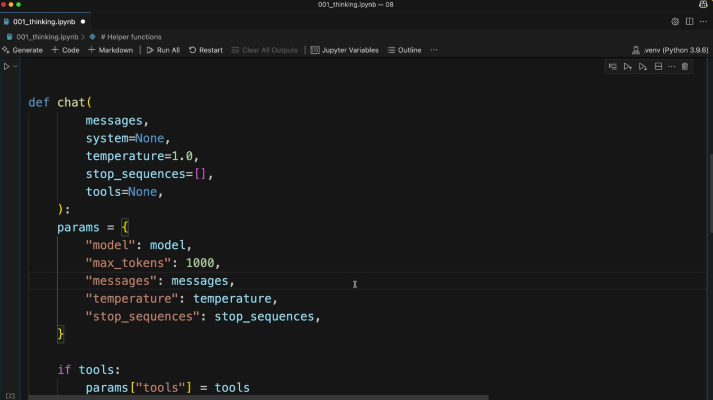 001_thinking.ipynb — 08
001_thinking.ipynb
001_thinking.ipynb > # Helper functions
Generate + Code + Markdown Run All Restart Clear All Outputs Jupyter Variables Outline ... .venv (Python 3.9.6)
def chat(
messages,
system=None,
temperature=1.0,
stop_sequences=[],
tools=None,
):
params = {
"model": model,
"max_tokens": 1000,
"messages": messages,
"temperature": temperature,
"stop_sequences": stop_sequences,
}
if tools:
params["tools"] = tools